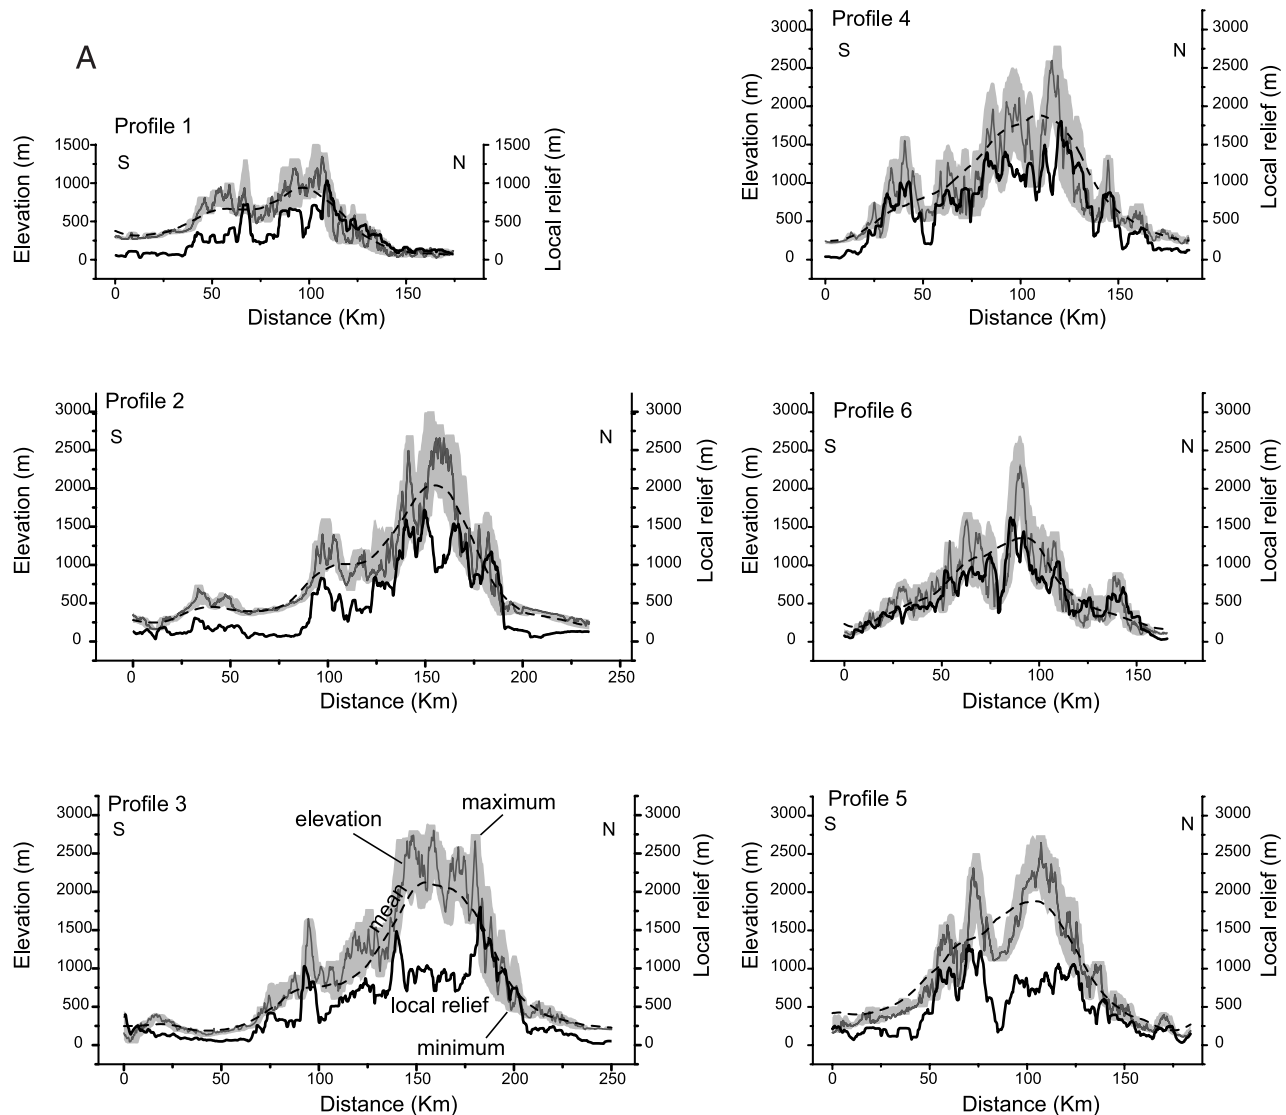 A
Profile 1
S
N
Elevation (m)
1500
1000
500
0
1500
1000
500
0
Local relief (m)
0
50
100
150
Distance (Km)
Profile 4
S
N
Elevation (m)
3000
2500
2000
1500
1000
500
0
3000
2500
2000
1500
1000
500
0
Local relief (m)
0
50
100
150
Distance (Km)
Profile 2
S
N
Elevation (m)
3000
2500
2000
1500
1000
500
0
3000
2500
2000
1500
1000
500
0
Local relief (m)
0
50
100
150
200
250
Distance (Km)
Profile 6
S
N
Elevation (m)
3000
2500
2000
1500
1000
500
0
3000
2500
2000
1500
1000
500
0
Local relief (m)
0
50
100
150
Distance (Km)
Profile 3
S
N
elevation
maximum
mean
local relief
minimum
Elevation (m)
3000
2500
2000
1500
1000
500
0
3000
2500
2000
1500
1000
500
0
Local relief (m)
0
50
100
150
200
250
Distance (Km)
Profile 5
S
N
Elevation (m)
3000
2500
2000
1500
1000
500
0
3000
2500
2000
1500
1000
500
0
Local relief (m)
0
50
100
150
Distance (Km)